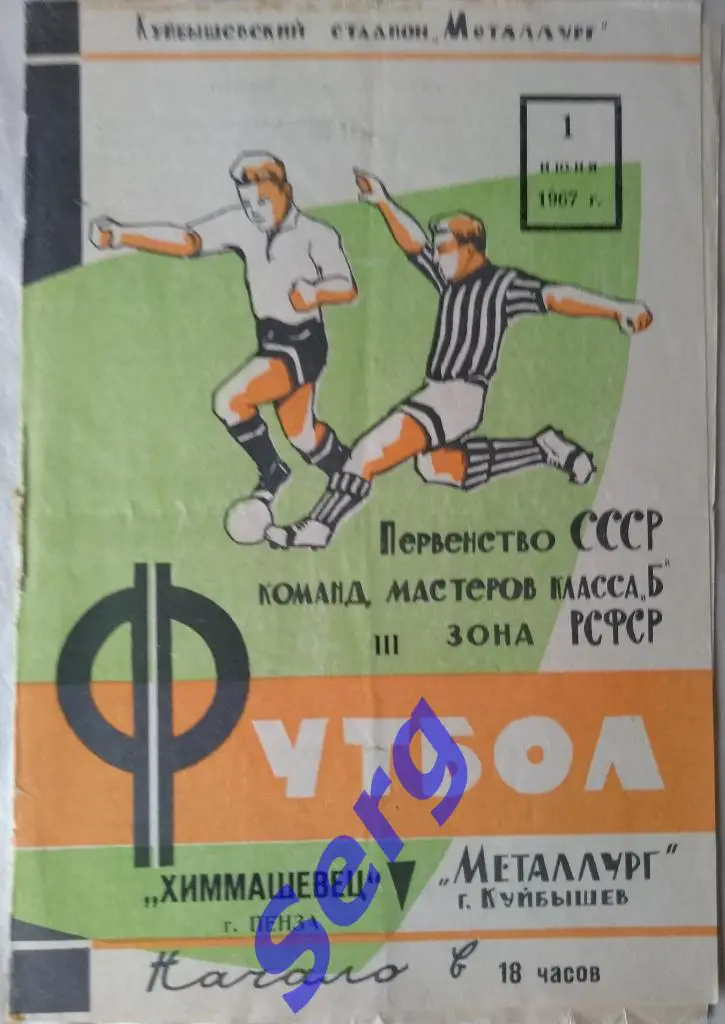 Куйбышевский стадион „Металлург"
1
июня
1967 г.
Первенство СССР
команд мастеров класса „Б"
III зона РСФСР
Футбол
„ХИММАШЕВЕЦ"
г. ПЕНЗА
„Металлург"
г. Куйбышев
Начало в 18 часов
Serg